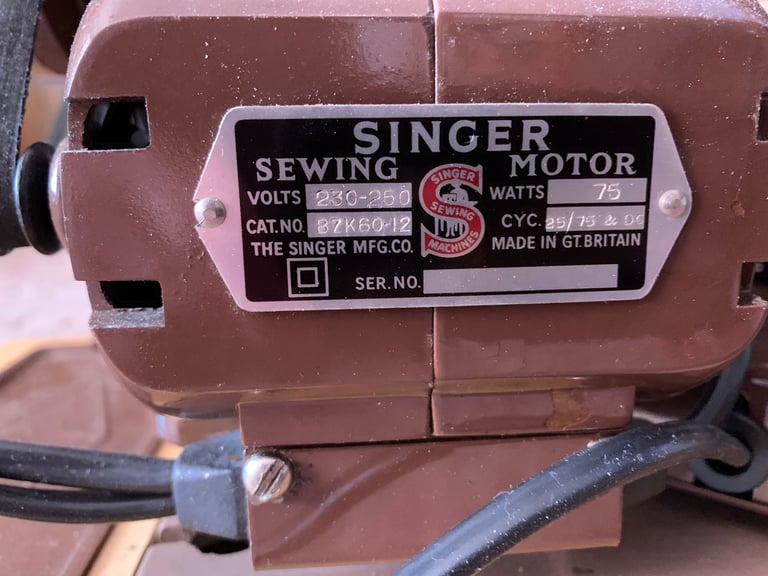 SINGER
SEWING MOTOR
VOLTS 230-250 WATTS 75
CAT.NO. 87K60-12 CYC. 25/75 & DC
THE SINGER MFG.CO. MADE IN GT.BRITAIN
SER.NO.
SINGER
SEWING
MACHINES